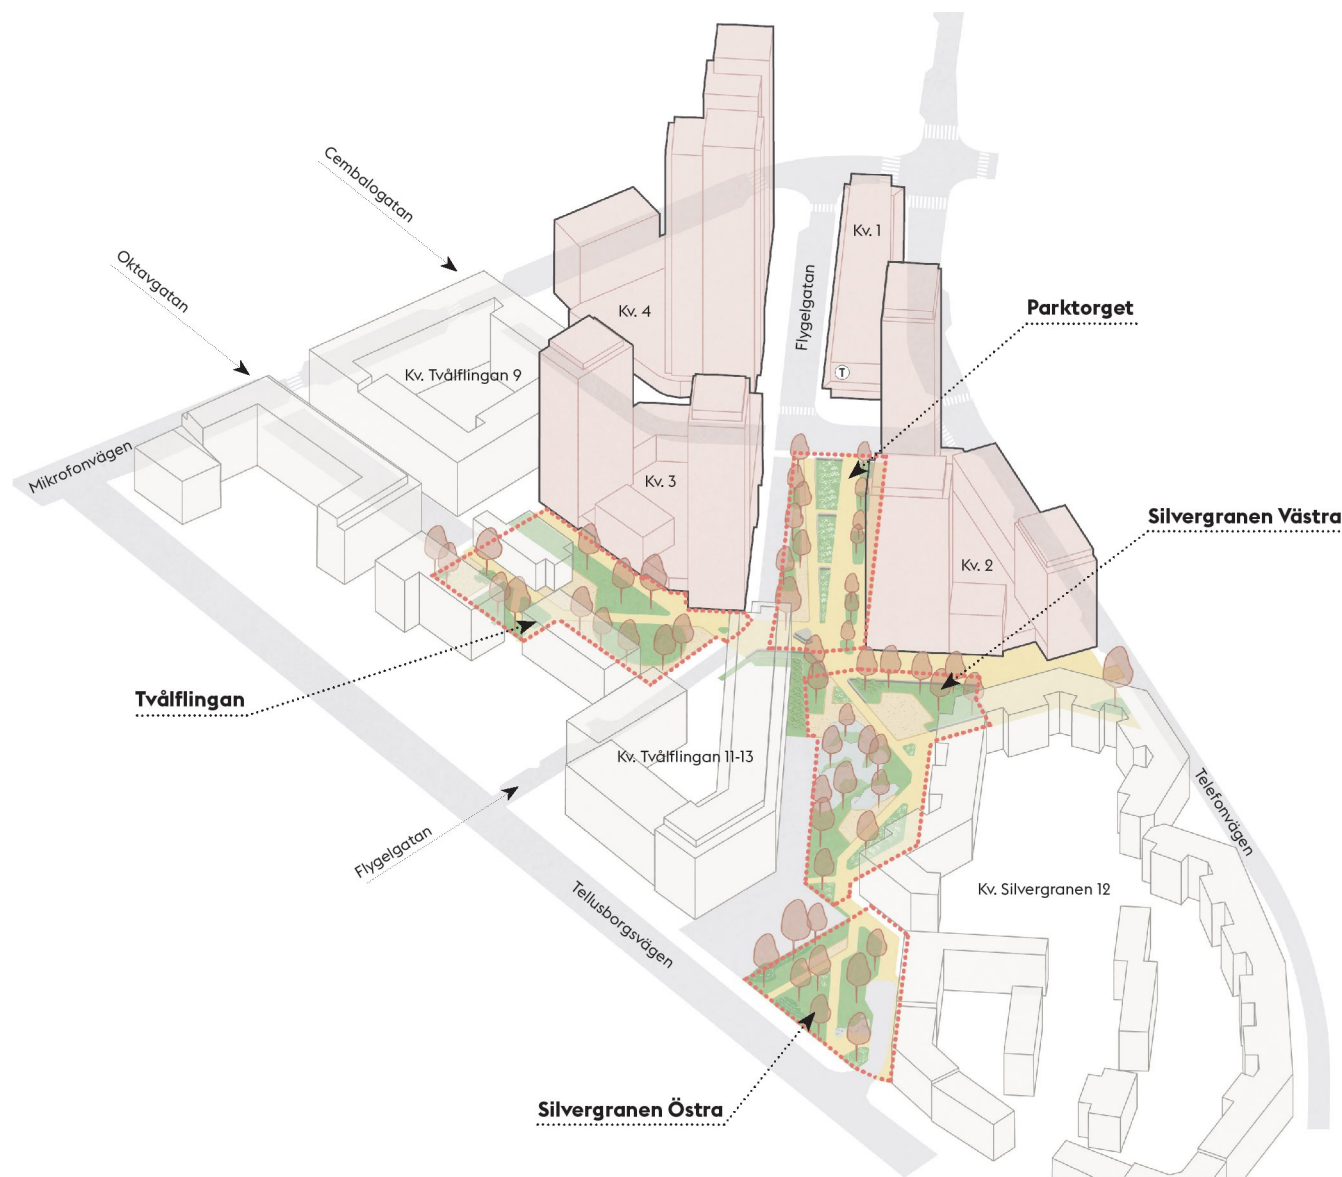 Cembalogatan
Oktavgatan
Kv. 1
Flygelgatan
Parktorget
Kv. 4
Kv. Tvålflingan 9
T
Mikrofonvägen
Kv. 3
Silvergranen Västra
Kv. 2
Tvålflingan
Kv. Tvålflingan 11-13
Flygelgatan
Telefonvägen
Tellusborgsvägen
Kv. Silvergranen 12
Silvergranen Östra